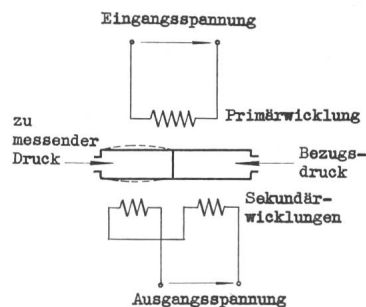 Eingangsspannung
Primärwicklung
zu
messender
Druck
Bezugs-
druck
Sekundär-
wicklungen
Ausgangsspannung